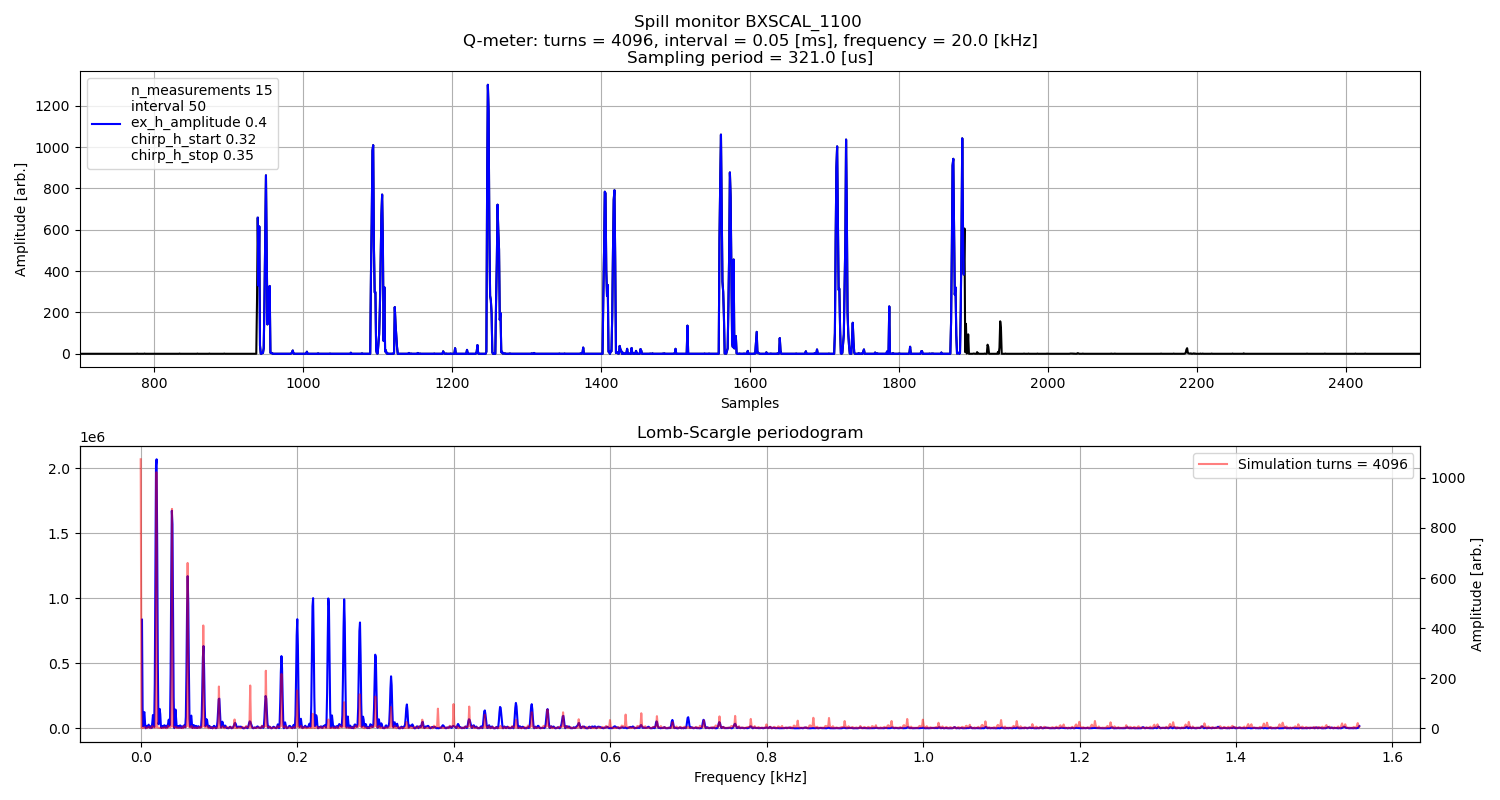 Spill monitor BXSCAL_1100
Q-meter: turns = 4096, interval = 0.05 [ms], frequency = 20.0 [kHz]
Sampling period = 321.0 [us]
n_measurements 15
interval 50
ex_h_amplitude 0.4
chirp_h_start 0.32
chirp_h_stop 0.35
Amplitude [arb.]
1200
1000
800
600
400
200
0
800 1000 1200 1400 1600 1800 2000 2200 2400
Samples
Lomb-Scargle periodogram
1e6
Simulation turns = 4096
2.0
1.5
1.0
0.5
0.0
1000
800
600
400
200
0
Amplitude [arb.]
0.0 0.2 0.4 0.6 0.8 1.0 1.2 1.4 1.6
Frequency [kHz]